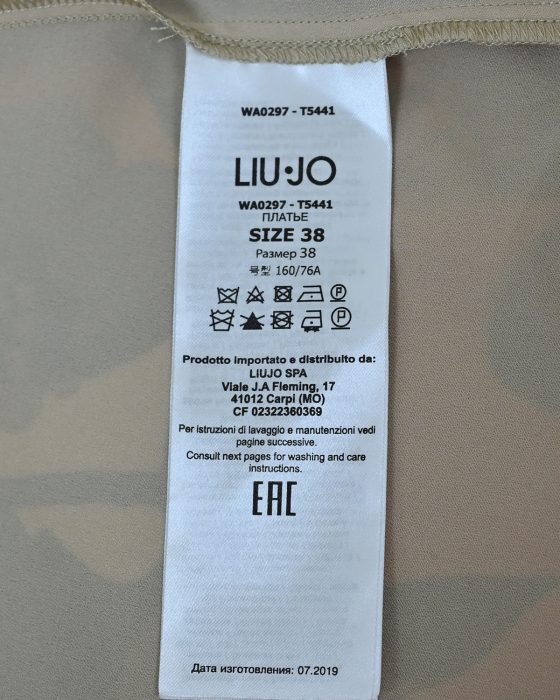 WA0297 - T5441
LIU·JO
WA0297 - T5441
ПЛАТЬЕ
SIZE 38
Размер 38
号型 160/76A
P
P
Prodotto importato e distribuito da:
LIUJO SPA
Viale J.A Fleming, 17
41012 Carpi (MO)
CF 02322360369
Per istruzioni di lavaggio e manutenzioni vedi
pagine successive.
Consult next pages for washing and care
instructions.
EAC
Дата изготовления: 07.2019